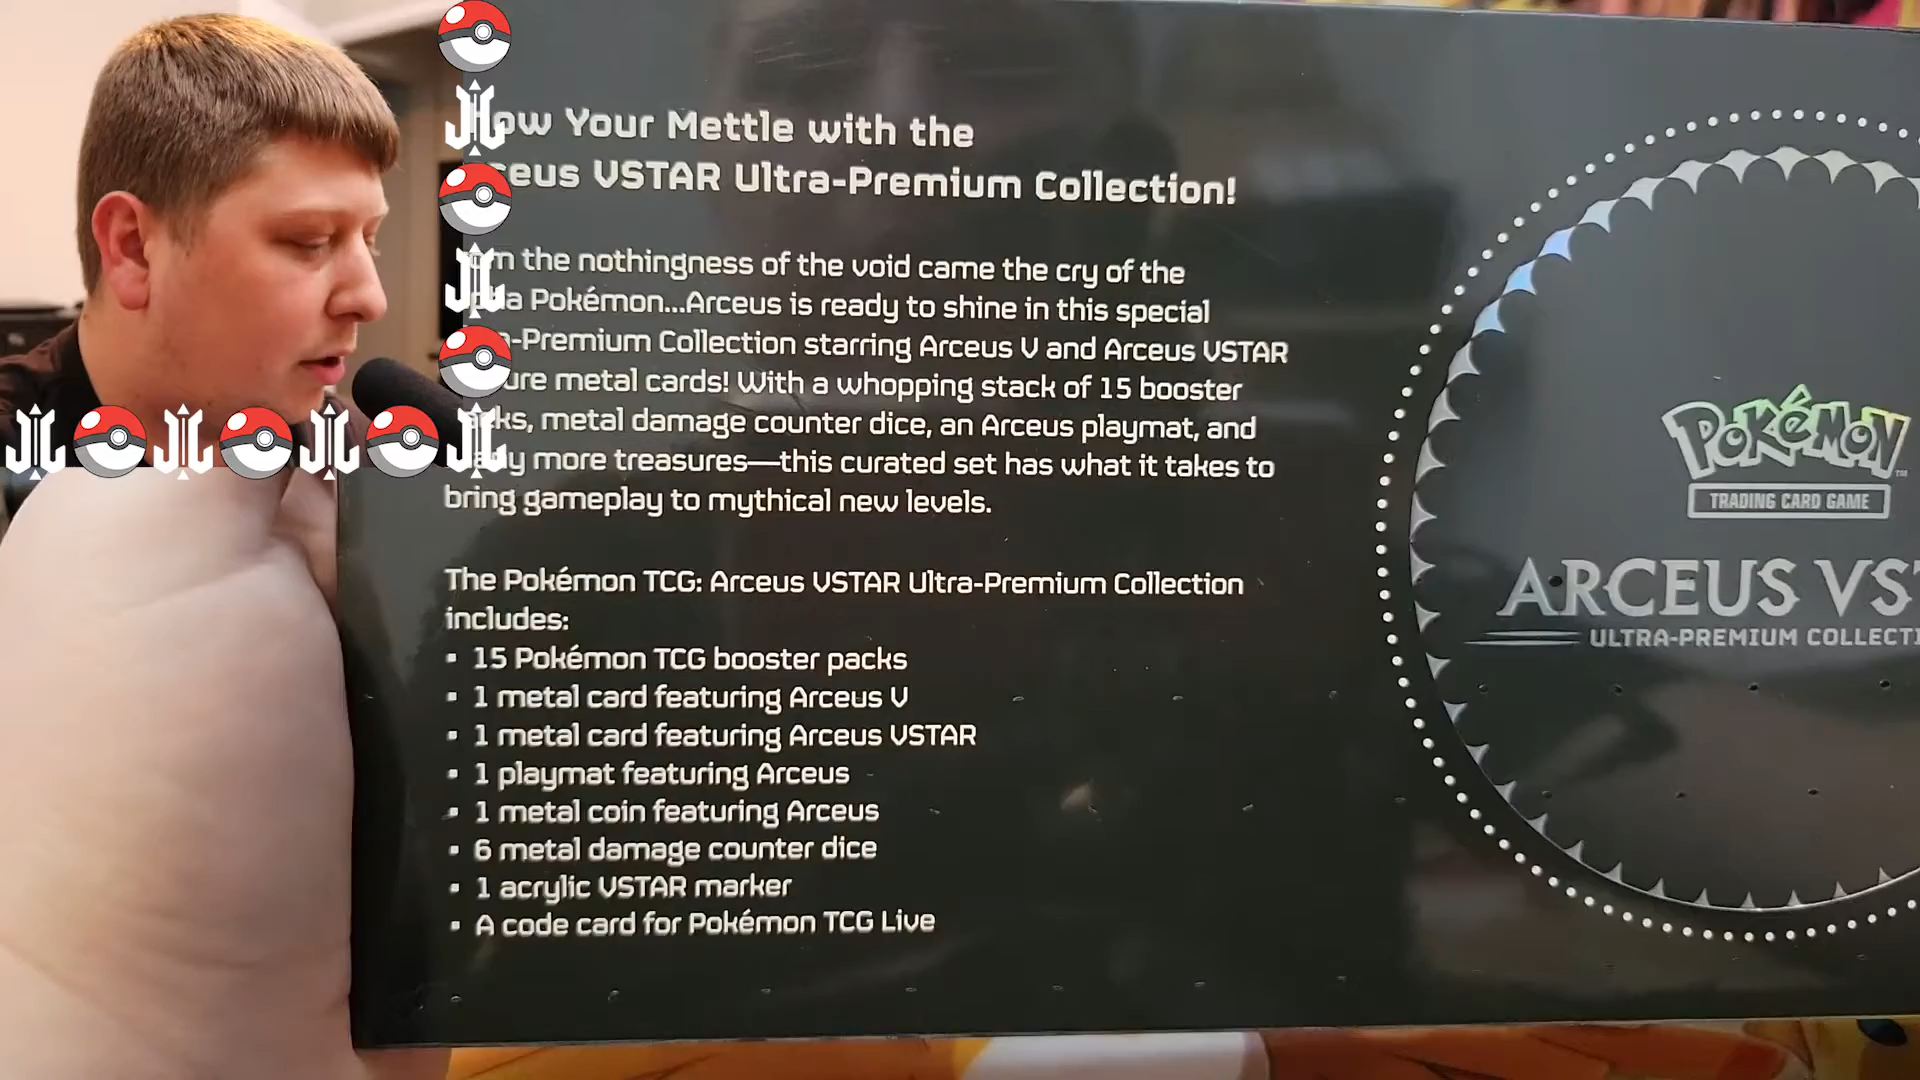 ow Your Mettle with the
eus VSTAR Ultra-Premium Collection!
the nothingness of the void came the cry of the
Pokémon...Arceus is ready to shine in this special
-Premium Collection starring Arceus V and Arceus VSTAR
ure metal cards! With a whopping stack of 15 booster
ks, metal damage counter dice, an Arceus playmat, and
y more treasures—this curated set has what it takes to
bring gameplay to mythical new levels.
The Pokémon TCG: Arceus VSTAR Ultra-Premium Collection
includes:
▪ 15 Pokémon TCG booster packs
▪ 1 metal card featuring Arceus V
▪ 1 metal card featuring Arceus VSTAR
▪ 1 playmat featuring Arceus
▪ 1 metal coin featuring Arceus
▪ 6 metal damage counter dice
▪ 1 acrylic VSTAR marker
▪ A code card for Pokémon TCG Live
POKéMON
TM
TRADING CARD GAME
ARCEUS VST
ULTRA-PREMIUM COLLECTI